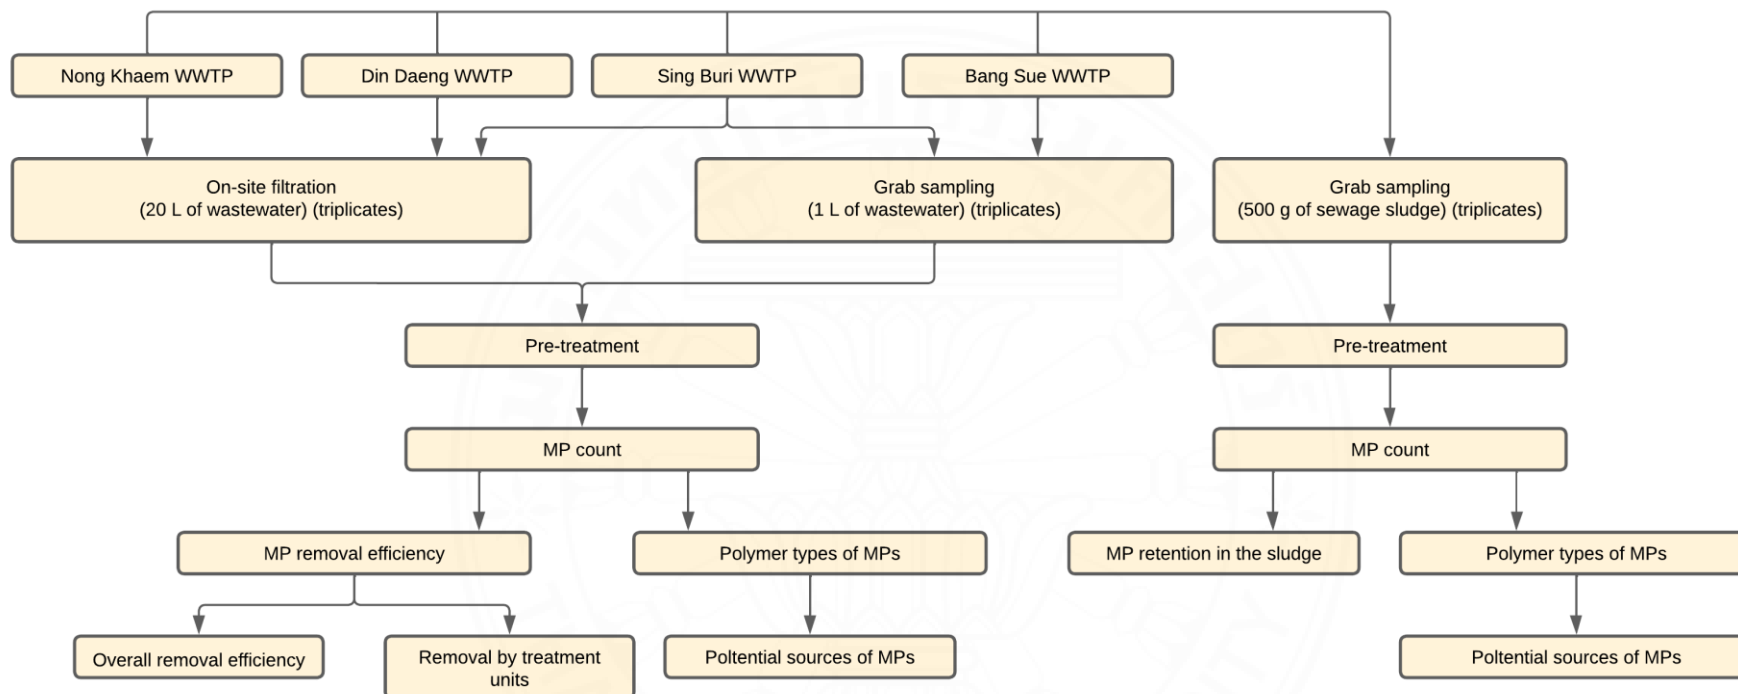 Nong Khaem WWTP
Din Daeng WWTP
Sing Buri WWTP
Bang Sue WWTP
On-site filtration
(20 L of wastewater) (triplicates)
Grab sampling
(1 L of wastewater) (triplicates)
Grab sampling
(500 g of sewage sludge) (triplicates)
Pre-treatment
Pre-treatment
MP count
MP count
MP removal efficiency
Polymer types of MPs
MP retention in the sludge
Polymer types of MPs
Overall removal efficiency
Removal by treatment
units
Poltential sources of MPs
Poltential sources of MPs